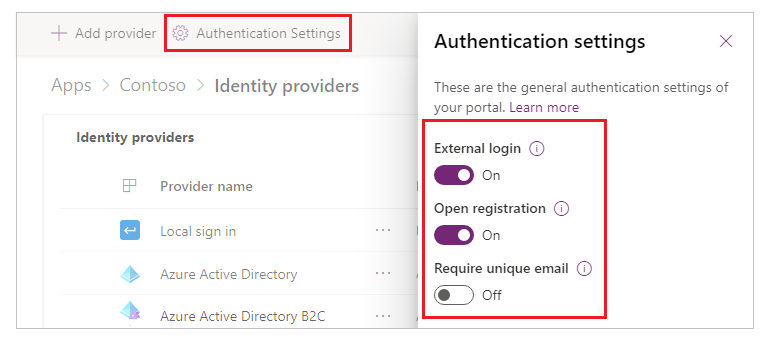 Add provider
Authentication Settings
Apps > Contoso > Identity providers
Identity providers
Provider name
Local sign in
...
Azure Active Directory
...
Azure Active Directory B2C
...
Authentication settings
These are the general authentication settings of
your portal. Learn more
External login
On
Open registration
On
Require unique email
Off